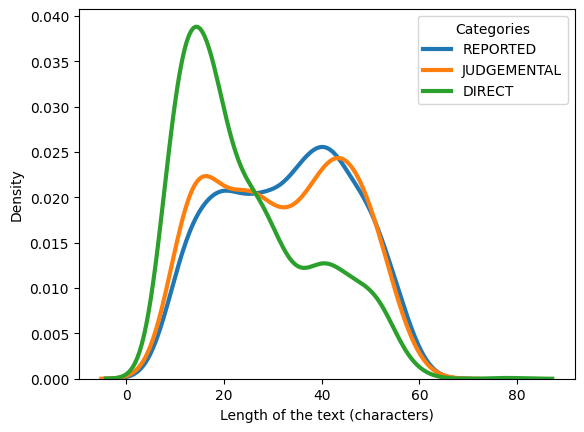 Categories
REPORTED
JUDGEMENTAL
DIRECT
0.040
0.035
0.030
0.025
0.020
0.015
0.010
0.005
0.000
Density
0 20 40 60 80
Length of the text (characters)